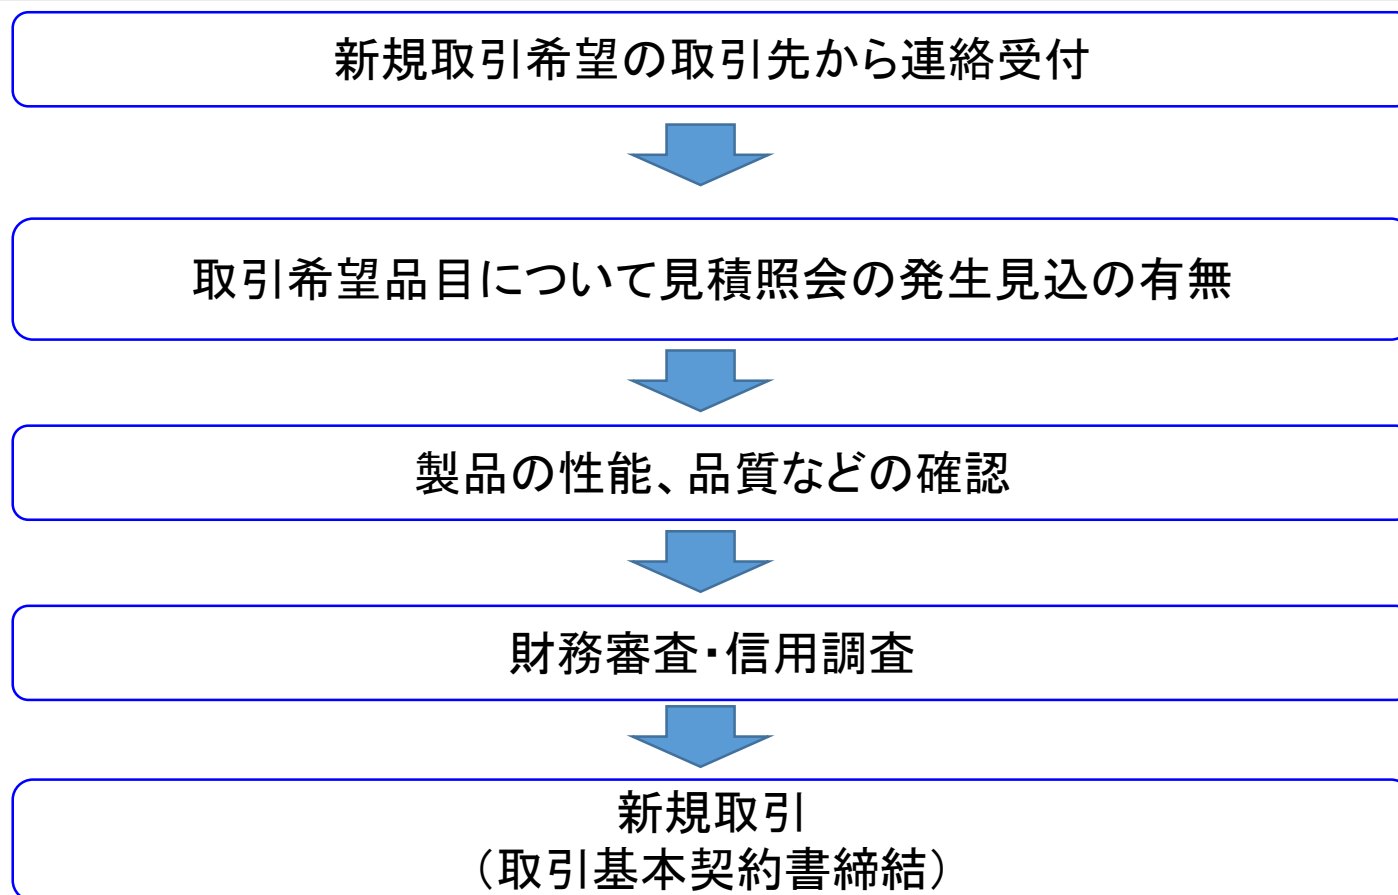 新規取引希望の取引先から連絡受付
取引希望品目について見積照会の発生見込の有無
製品の性能、品質などの確認
財務審査・信用調査
新規取引
（取引基本契約書締結）